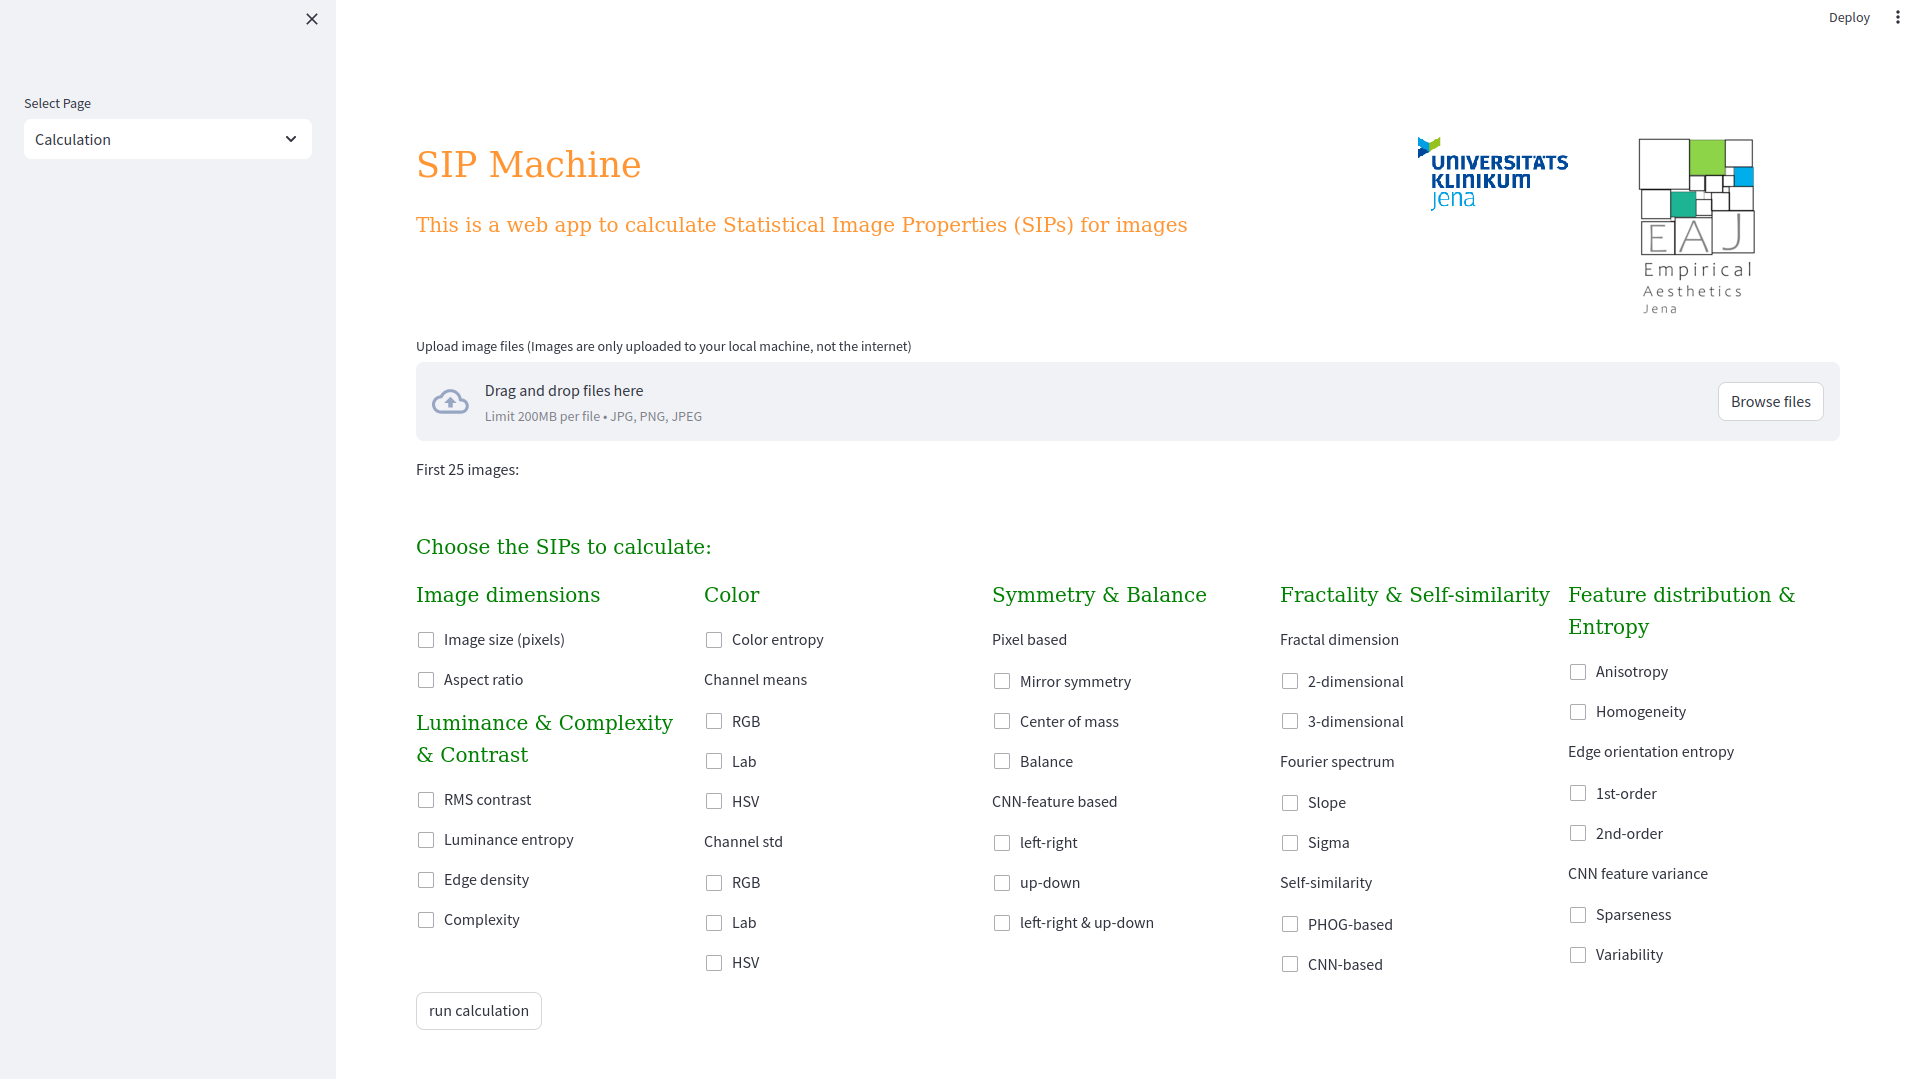 Deploy
Select Page
Calculation
SIP Machine
This is a web app to calculate Statistical Image Properties (SIPs) for images
UNIVERSITÄTS
KLINIKUM
jena
EAJ
Empirical
Aesthetics
Jena
Upload image files (Images are only uploaded to your local machine, not the internet)
Drag and drop files here
Limit 200MB per file • JPG, PNG, JPEG
Browse files
First 25 images:
Choose the SIPs to calculate:
Image dimensions
Image size (pixels)
Aspect ratio
Luminance & Complexity
& Contrast
RMS contrast
Luminance entropy
Edge density
Complexity
Color
Color entropy
Channel means
RGB
Lab
HSV
Channel std
RGB
Lab
HSV
Symmetry & Balance
Pixel based
Mirror symmetry
Center of mass
Balance
CNN-feature based
left-right
up-down
left-right & up-down
Fractality & Self-similarity
Fractal dimension
2-dimensional
3-dimensional
Fourier spectrum
Slope
Sigma
Self-similarity
PHOG-based
CNN-based
Feature distribution &
Entropy
Anisotropy
Homogeneity
Edge orientation entropy
1st-order
2nd-order
CNN feature variance
Sparseness
Variability
run calculation